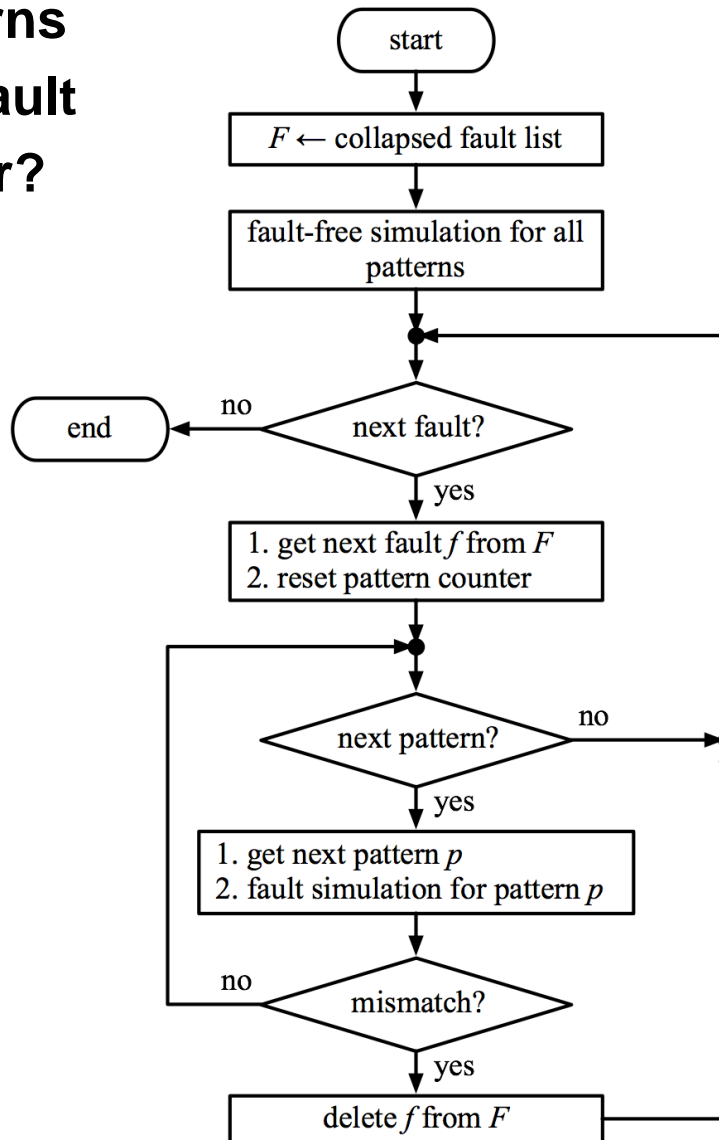 rns
ault
r?
start
F ← collapsed fault list
fault-free simulation for all
patterns
next fault?
no
end
yes
1. get next fault f from F
2. reset pattern counter
next pattern?
no
yes
1. get next pattern p
2. fault simulation for pattern p
mismatch?
no
yes
delete f from F